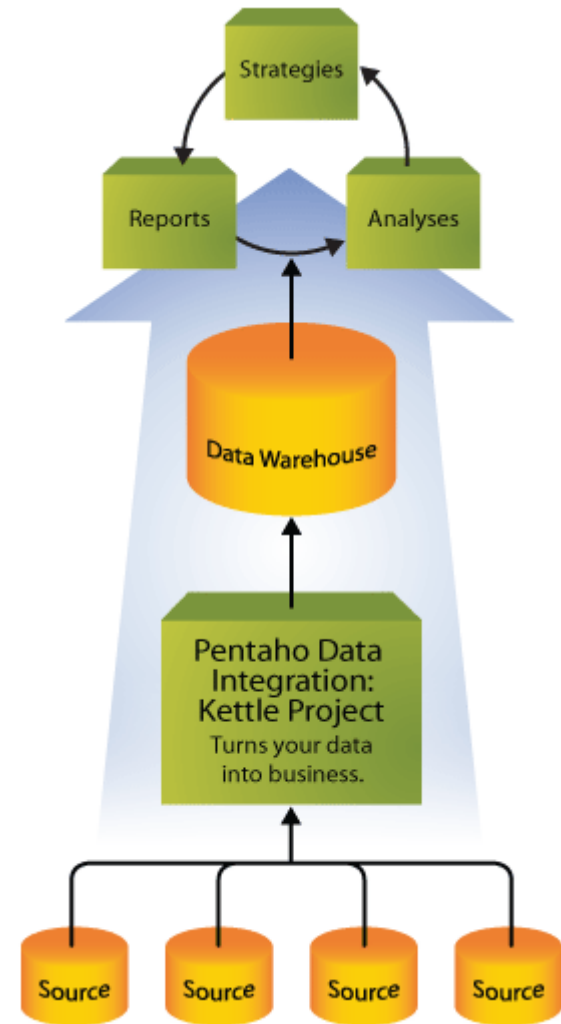 Strategies
Reports
Analyses
Data Warehouse
Pentaho Data
Integration:
Kettle Project
Turns your data
into business.
Source
Source
Source
Source